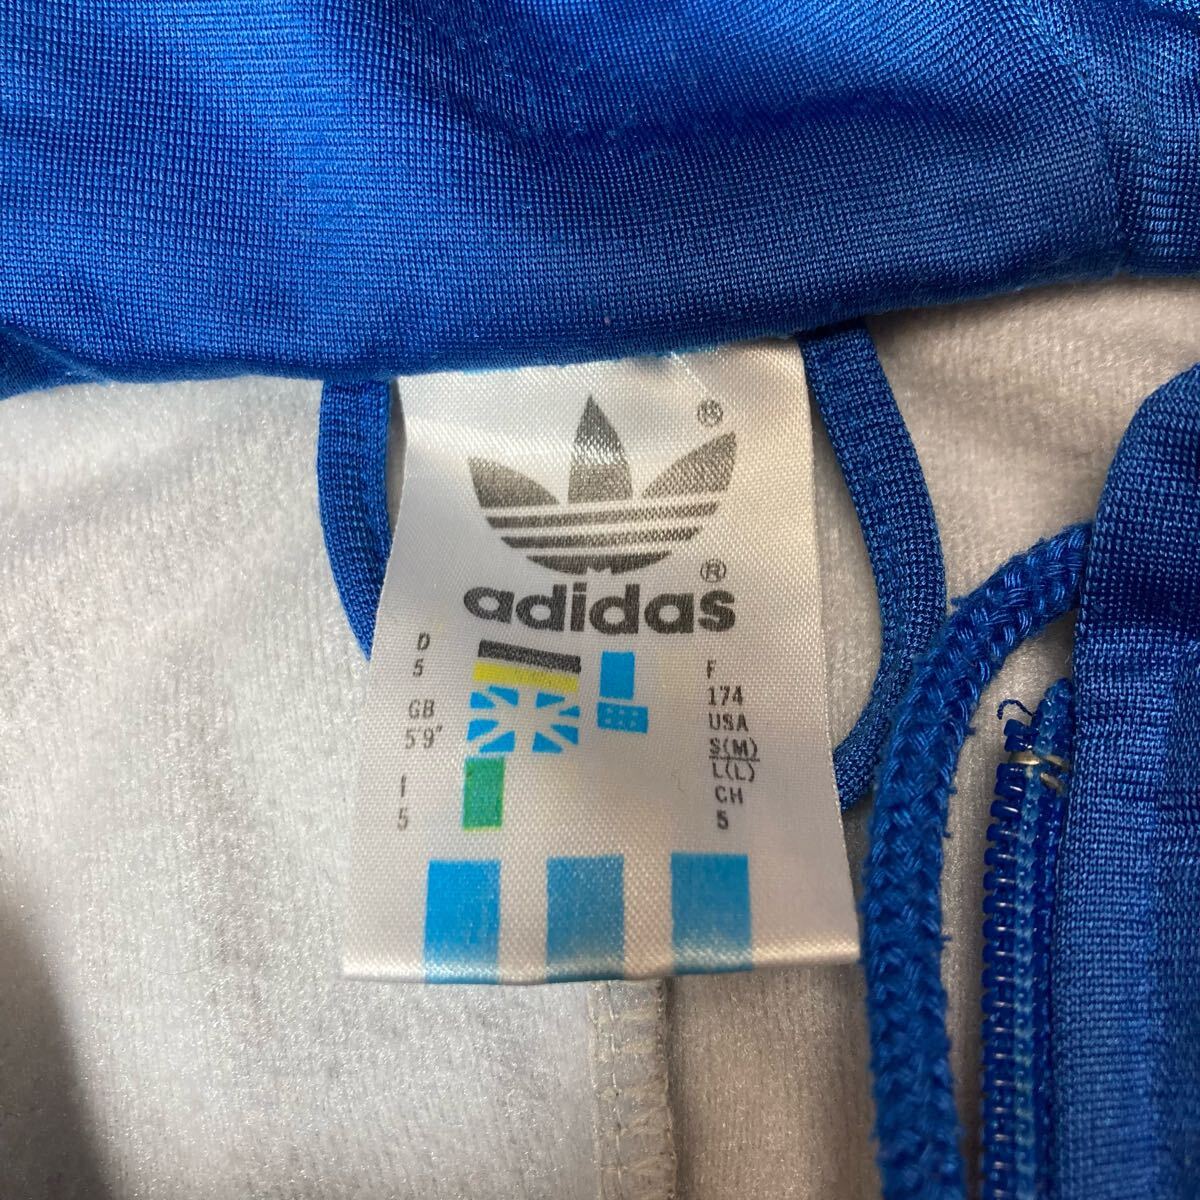 ®
®
adidas
D
5
GB
5'9"
I
5
F
174
USA
S(M)
L(L)
CH
5